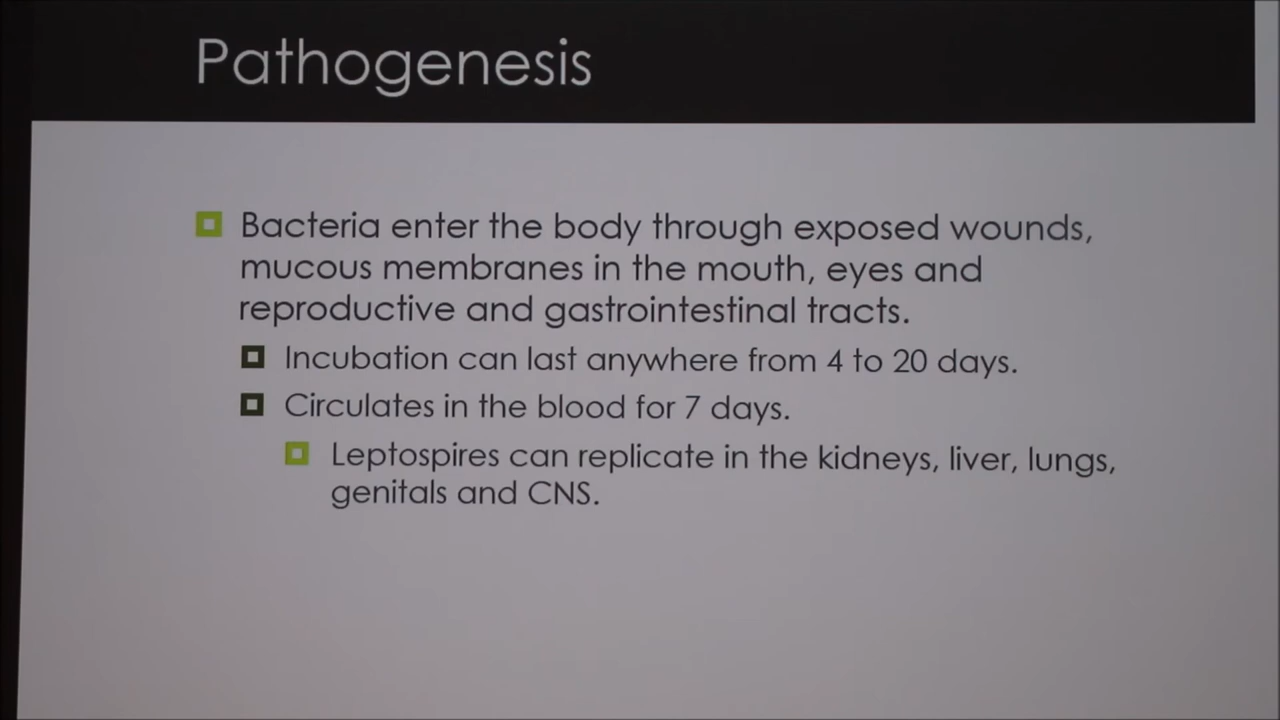 Pathogenesis
Bacteria enter the body through exposed wounds,
mucous membranes in the mouth, eyes and
reproductive and gastrointestinal tracts.
Incubation can last anywhere from 4 to 20 days.
Circulates in the blood for 7 days.
Leptospires can replicate in the kidneys, liver, lungs,
genitals and CNS.